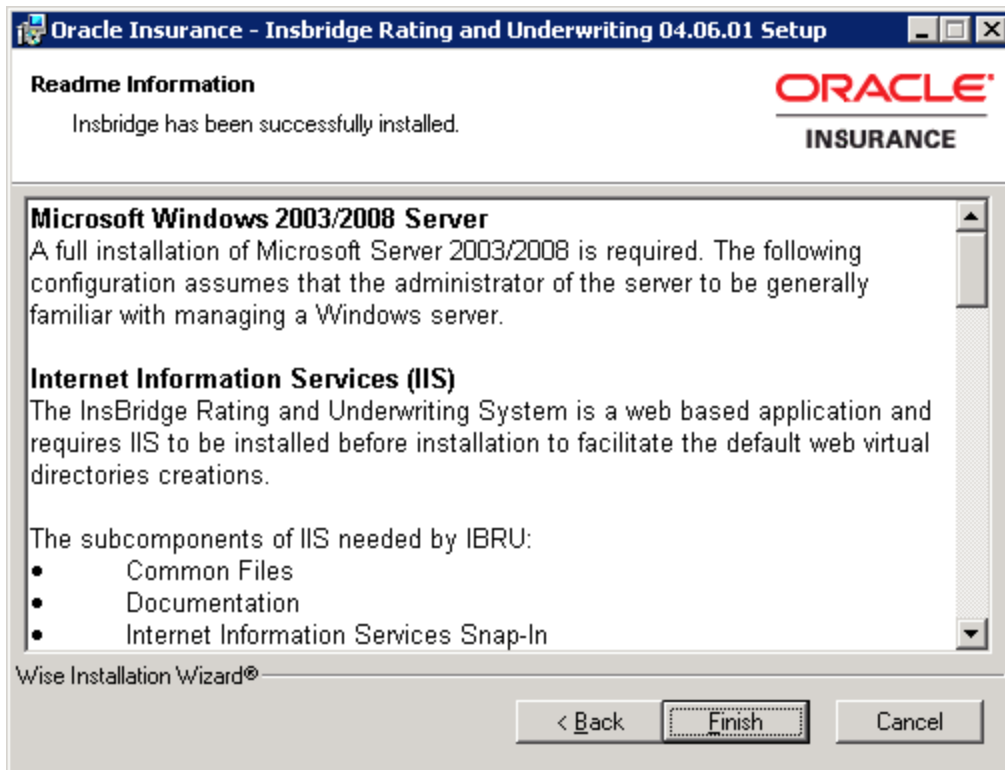 Oracle Insurance - Insbridge Rating and Underwriting 04.06.01 Setup
Readme Information
Insbridge has been successfully installed.
ORACLE
INSURANCE
Microsoft Windows 2003/2008 Server
A full installation of Microsoft Server 2003/2008 is required. The following
configuration assumes that the administrator of the server to be generally
familiar with managing a Windows server.
Internet Information Services (IIS)
The InsBridge Rating and Underwriting System is a web based application and
requires IIS to be installed before installation to facilitate the default web virtual
directories creations.
The subcomponents of IIS needed by IBRU:
• Common Files
• Documentation
• Internet Information Services Snap-In
Wise Installation Wizard®
< Back
Finish
Cancel